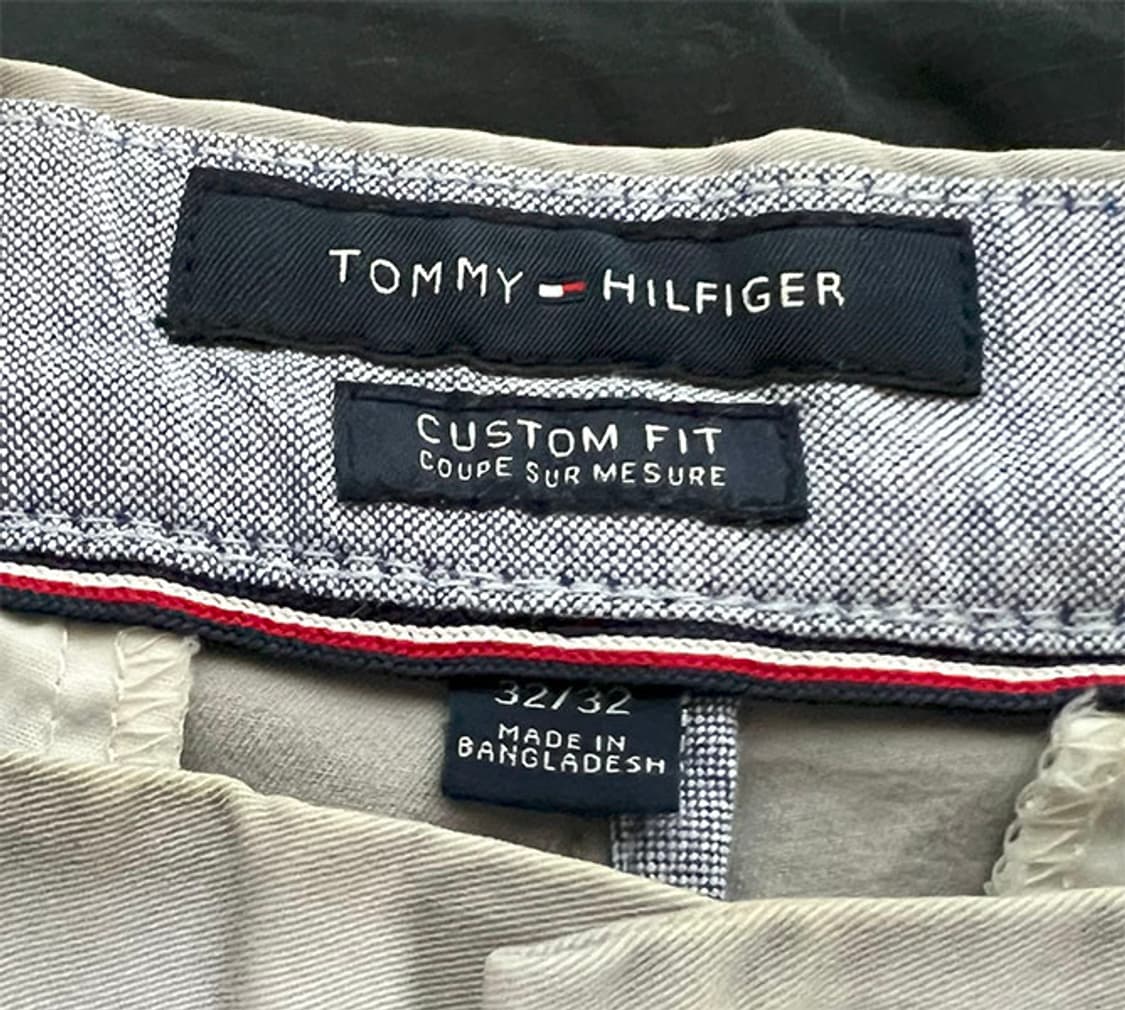 TOMMY HILFIGER
CUSTOM FIT
COUPE SUR MESURE
32/32
MADE IN
BANGLADESH